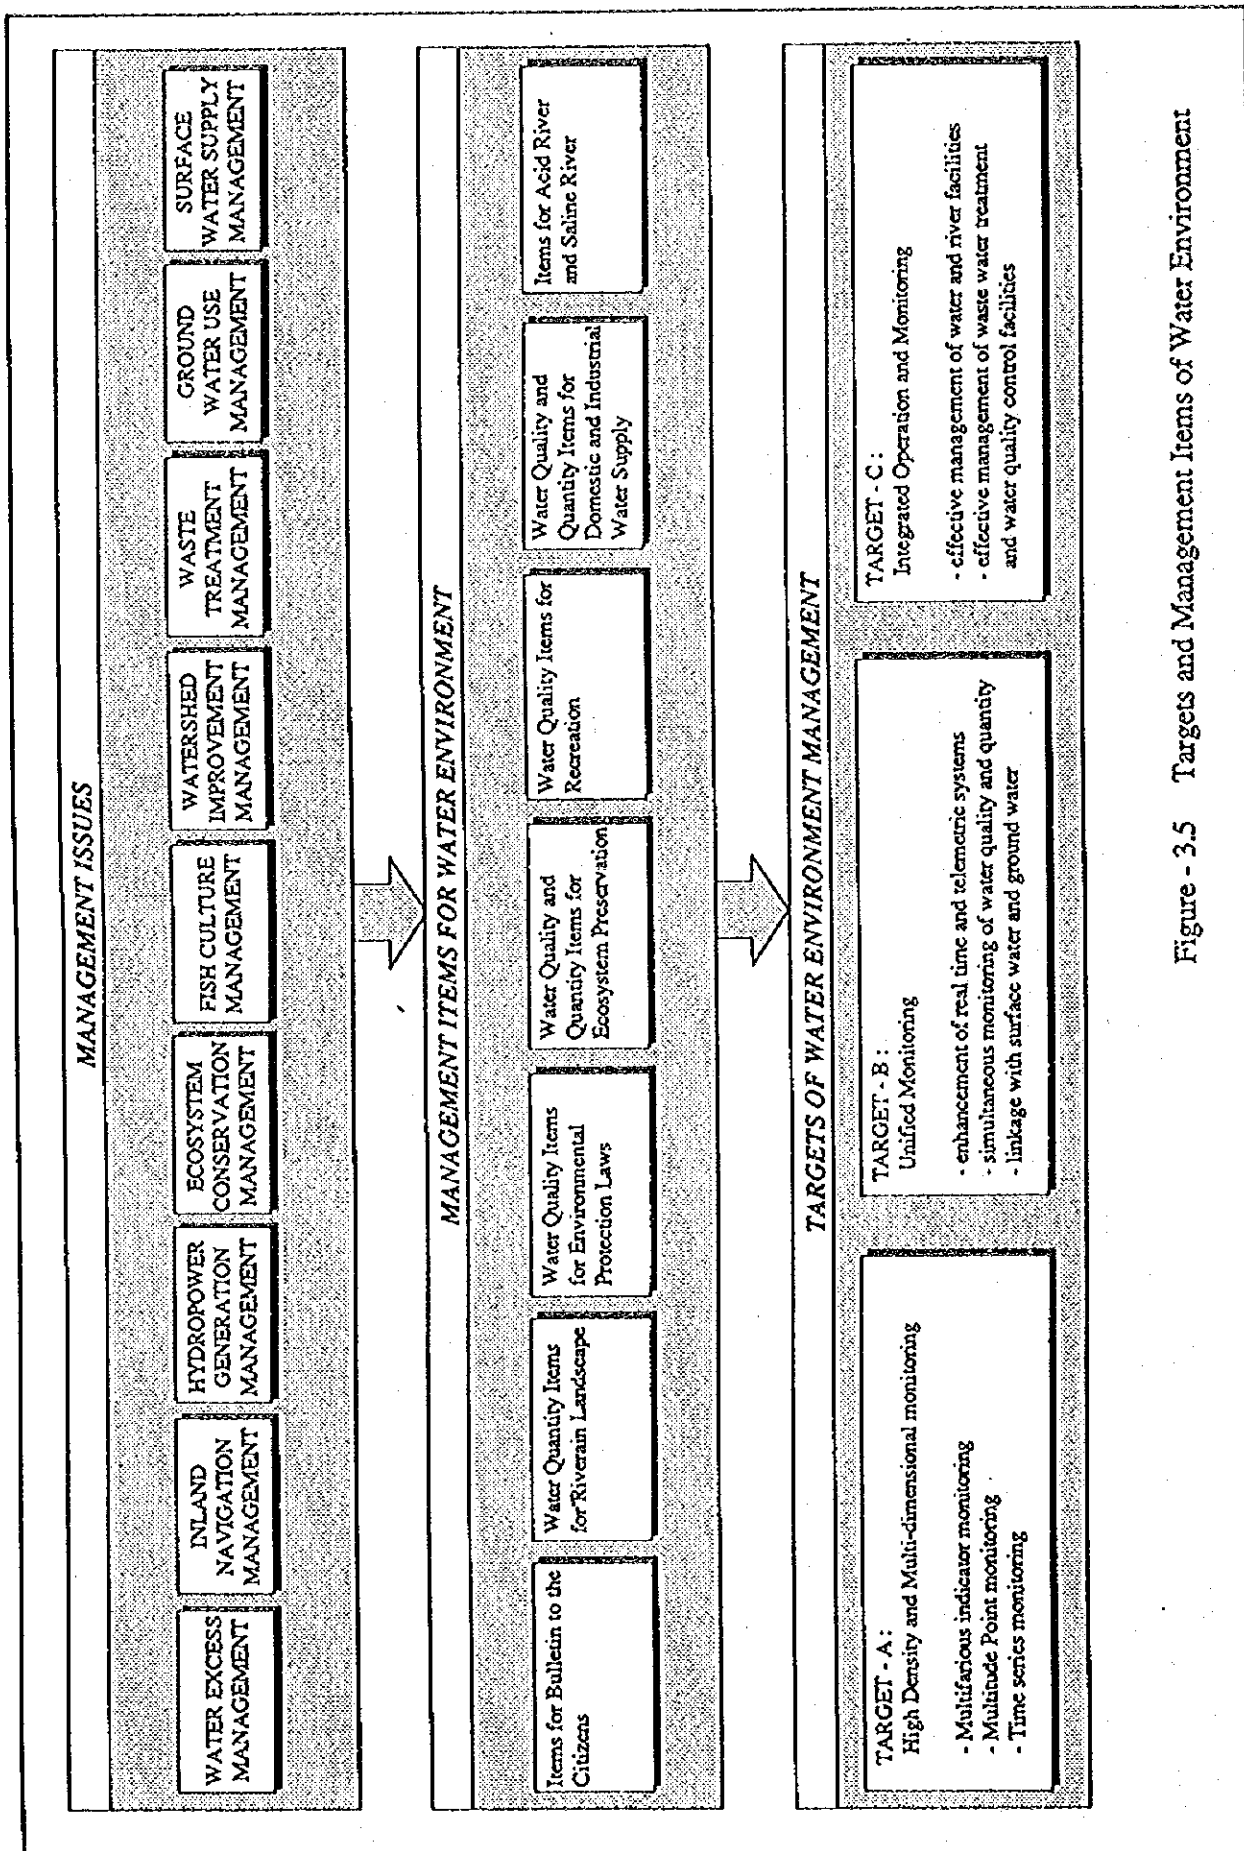 MANAGEMENT ISSUES
WATER EXCESS
MANAGEMENT
INLAND
NAVIGATION
MANAGEMENT
HYDROPOWER
GENERATION
MANAGEMENT
ECOSYSTEM
CONSERVATION
MANAGEMENT
FISH CULTURE
MANAGEMENT
WATERSHED
IMPROVEMENT
MANAGEMENT
WASTE
TREATMENT
MANAGEMENT
GROUND
WATER USE
MANAGEMENT
SURFACE
WATER SUPPLY
MANAGEMENT
MANAGEMENT ITEMS FOR WATER ENVIRONMENT
Items for Bulletin to the
Citizens
Water Quantity Items
for Riverain Landscape
Water Quality Items
for Environmental
Protection Laws
Water Quality and
Quantity Items for
Ecosystem Preservation
Water Quality Items for
Recreation
Water Quality and
Quantity Items for
Domestic and Industrial
Water Supply
Items for Acid River
and Saline River
TARGETS OF WATER ENVIRONMENT MANAGEMENT
TARGET - A :
High Density and Multi-dimensional monitoring
- Multifarious indicator monitoring
- Multitude Point monitoring
- Time series monitoring
TARGET - B :
Unified Monitoring
- enhancement of real time and telemetric systems
- simultaneous monitoring of water quality and quantity
- linkage with surface water and ground water
TARGET - C :
Integrated Operation and Monitoring
- effective management of water and river facilities
- effective management of waste water treatment
and water quality control facilities
Figure - 3.5 Targets and Management Items of Water Environment